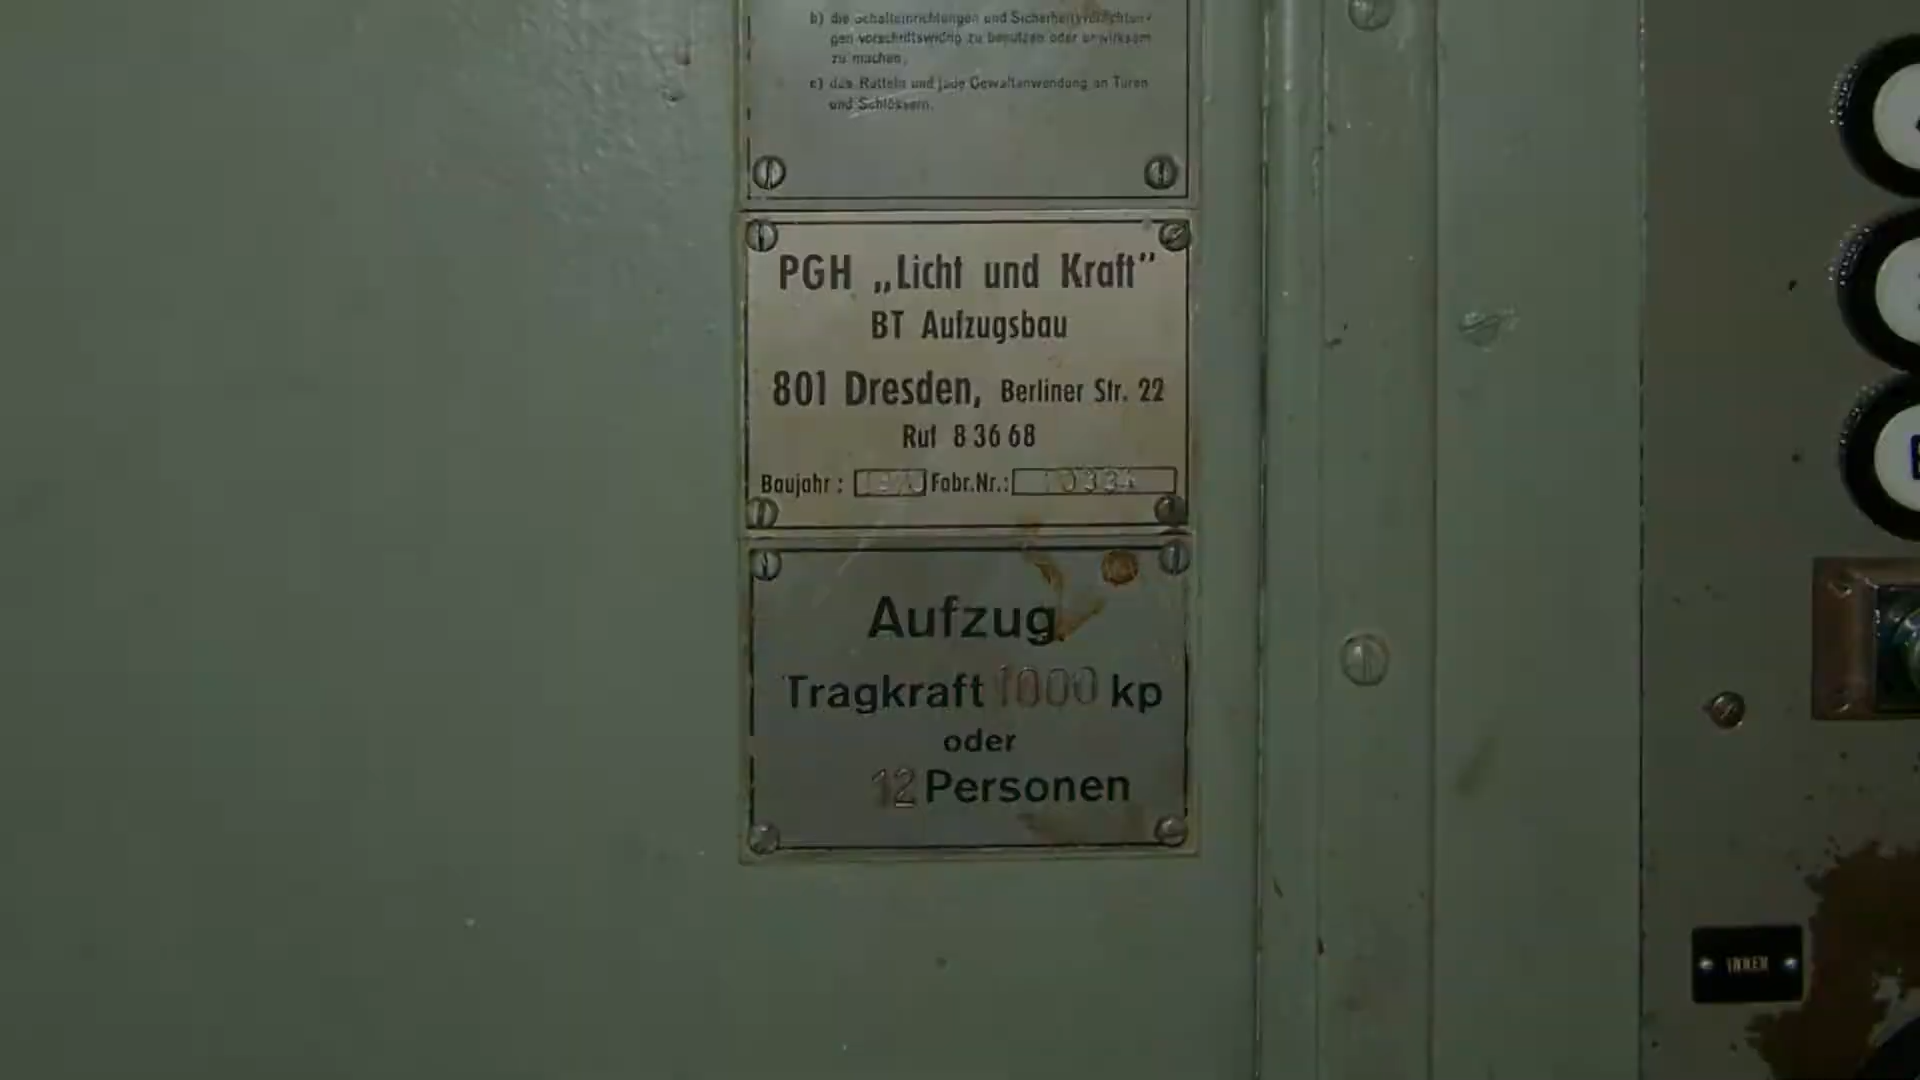 b) die Schalteinrichtungen und Sicherheitsvorrichtun-
gen vorschriftswidrig zu benutzen oder unwirksam
zu machen,
c) das Rütteln und jede Gewaltanwendung an Türen
und Schlössern.
PGH „Licht und Kraft"
BT Aufzugsbau
801 Dresden, Berliner Str. 22
Ruf 8 36 68
Baujahr : Fabr.Nr.:
Aufzug
Tragkraft 1000 kp
oder
12 Personen